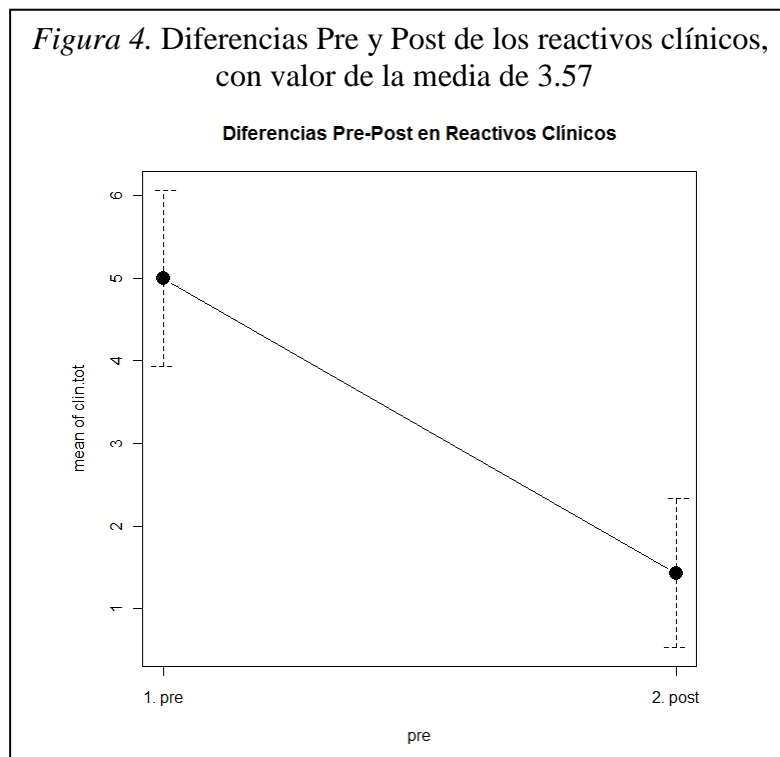 Figura 4. Diferencias Pre y Post de los reactivos clínicos,
con valor de la media de 3.57
Diferencias Pre-Post en Reactivos Clínicos
mean of clin.tot
6
5
4
3
2
1
1. pre
2. post
pre